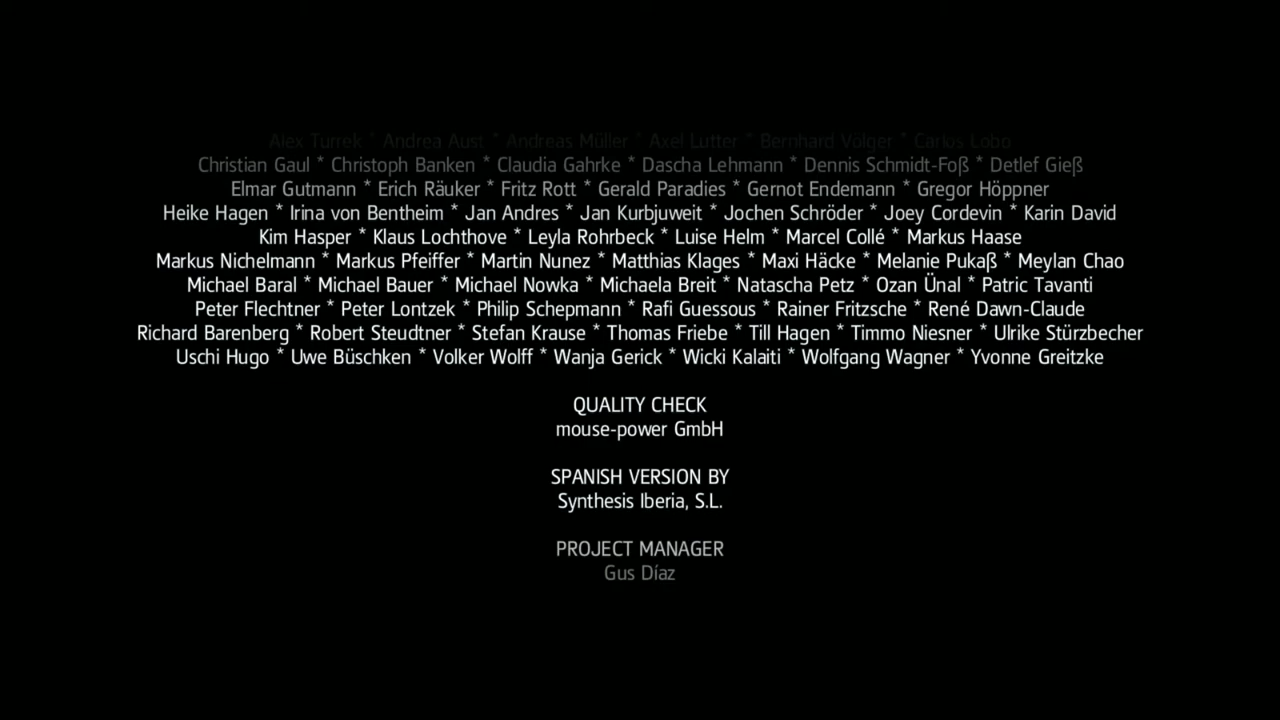 Alex Turrek * Andrea Aust * Andreas Müller * Axel Lutter * Bernhard Völger * Carlos Lobo
Christian Gaul * Christoph Banken * Claudia Gahrke * Dascha Lehmann * Dennis Schmidt-Foß * Detlef Gieß
Elmar Gutmann * Erich Räuker * Fritz Rott * Gerald Paradies * Gernot Endemann * Gregor Höppner
Heike Hagen * Irina von Bentheim * Jan Andres * Jan Kurbjuweit * Jochen Schröder * Joey Cordevin * Karin David
Kim Hasper * Klaus Lochthove * Leyla Rohrbeck * Luise Helm * Marcel Collé * Markus Haase
Markus Nichelmann * Markus Pfeiffer * Martin Nunez * Matthias Klages * Maxi Häcke * Melanie Pukaß * Meylan Chao
Michael Baral * Michael Bauer * Michael Nowka * Michaela Breit * Natascha Petz * Ozan Ünal * Patric Tavanti
Peter Flechtner * Peter Lontzek * Philip Schepmann * Rafi Guessous * Rainer Fritzsche * René Dawn-Claude
Richard Barenberg * Robert Steudtner * Stefan Krause * Thomas Friebe * Till Hagen * Timmo Niesner * Ulrike Stürzbecher
Uschi Hugo * Uwe Büschken * Volker Wolff * Wanja Gerick * Wicki Kalaiti * Wolfgang Wagner * Yvonne Greitzke
QUALITY CHECK
mouse-power GmbH
SPANISH VERSION BY
Synthesis Iberia, S.L.
PROJECT MANAGER
Gus Díaz